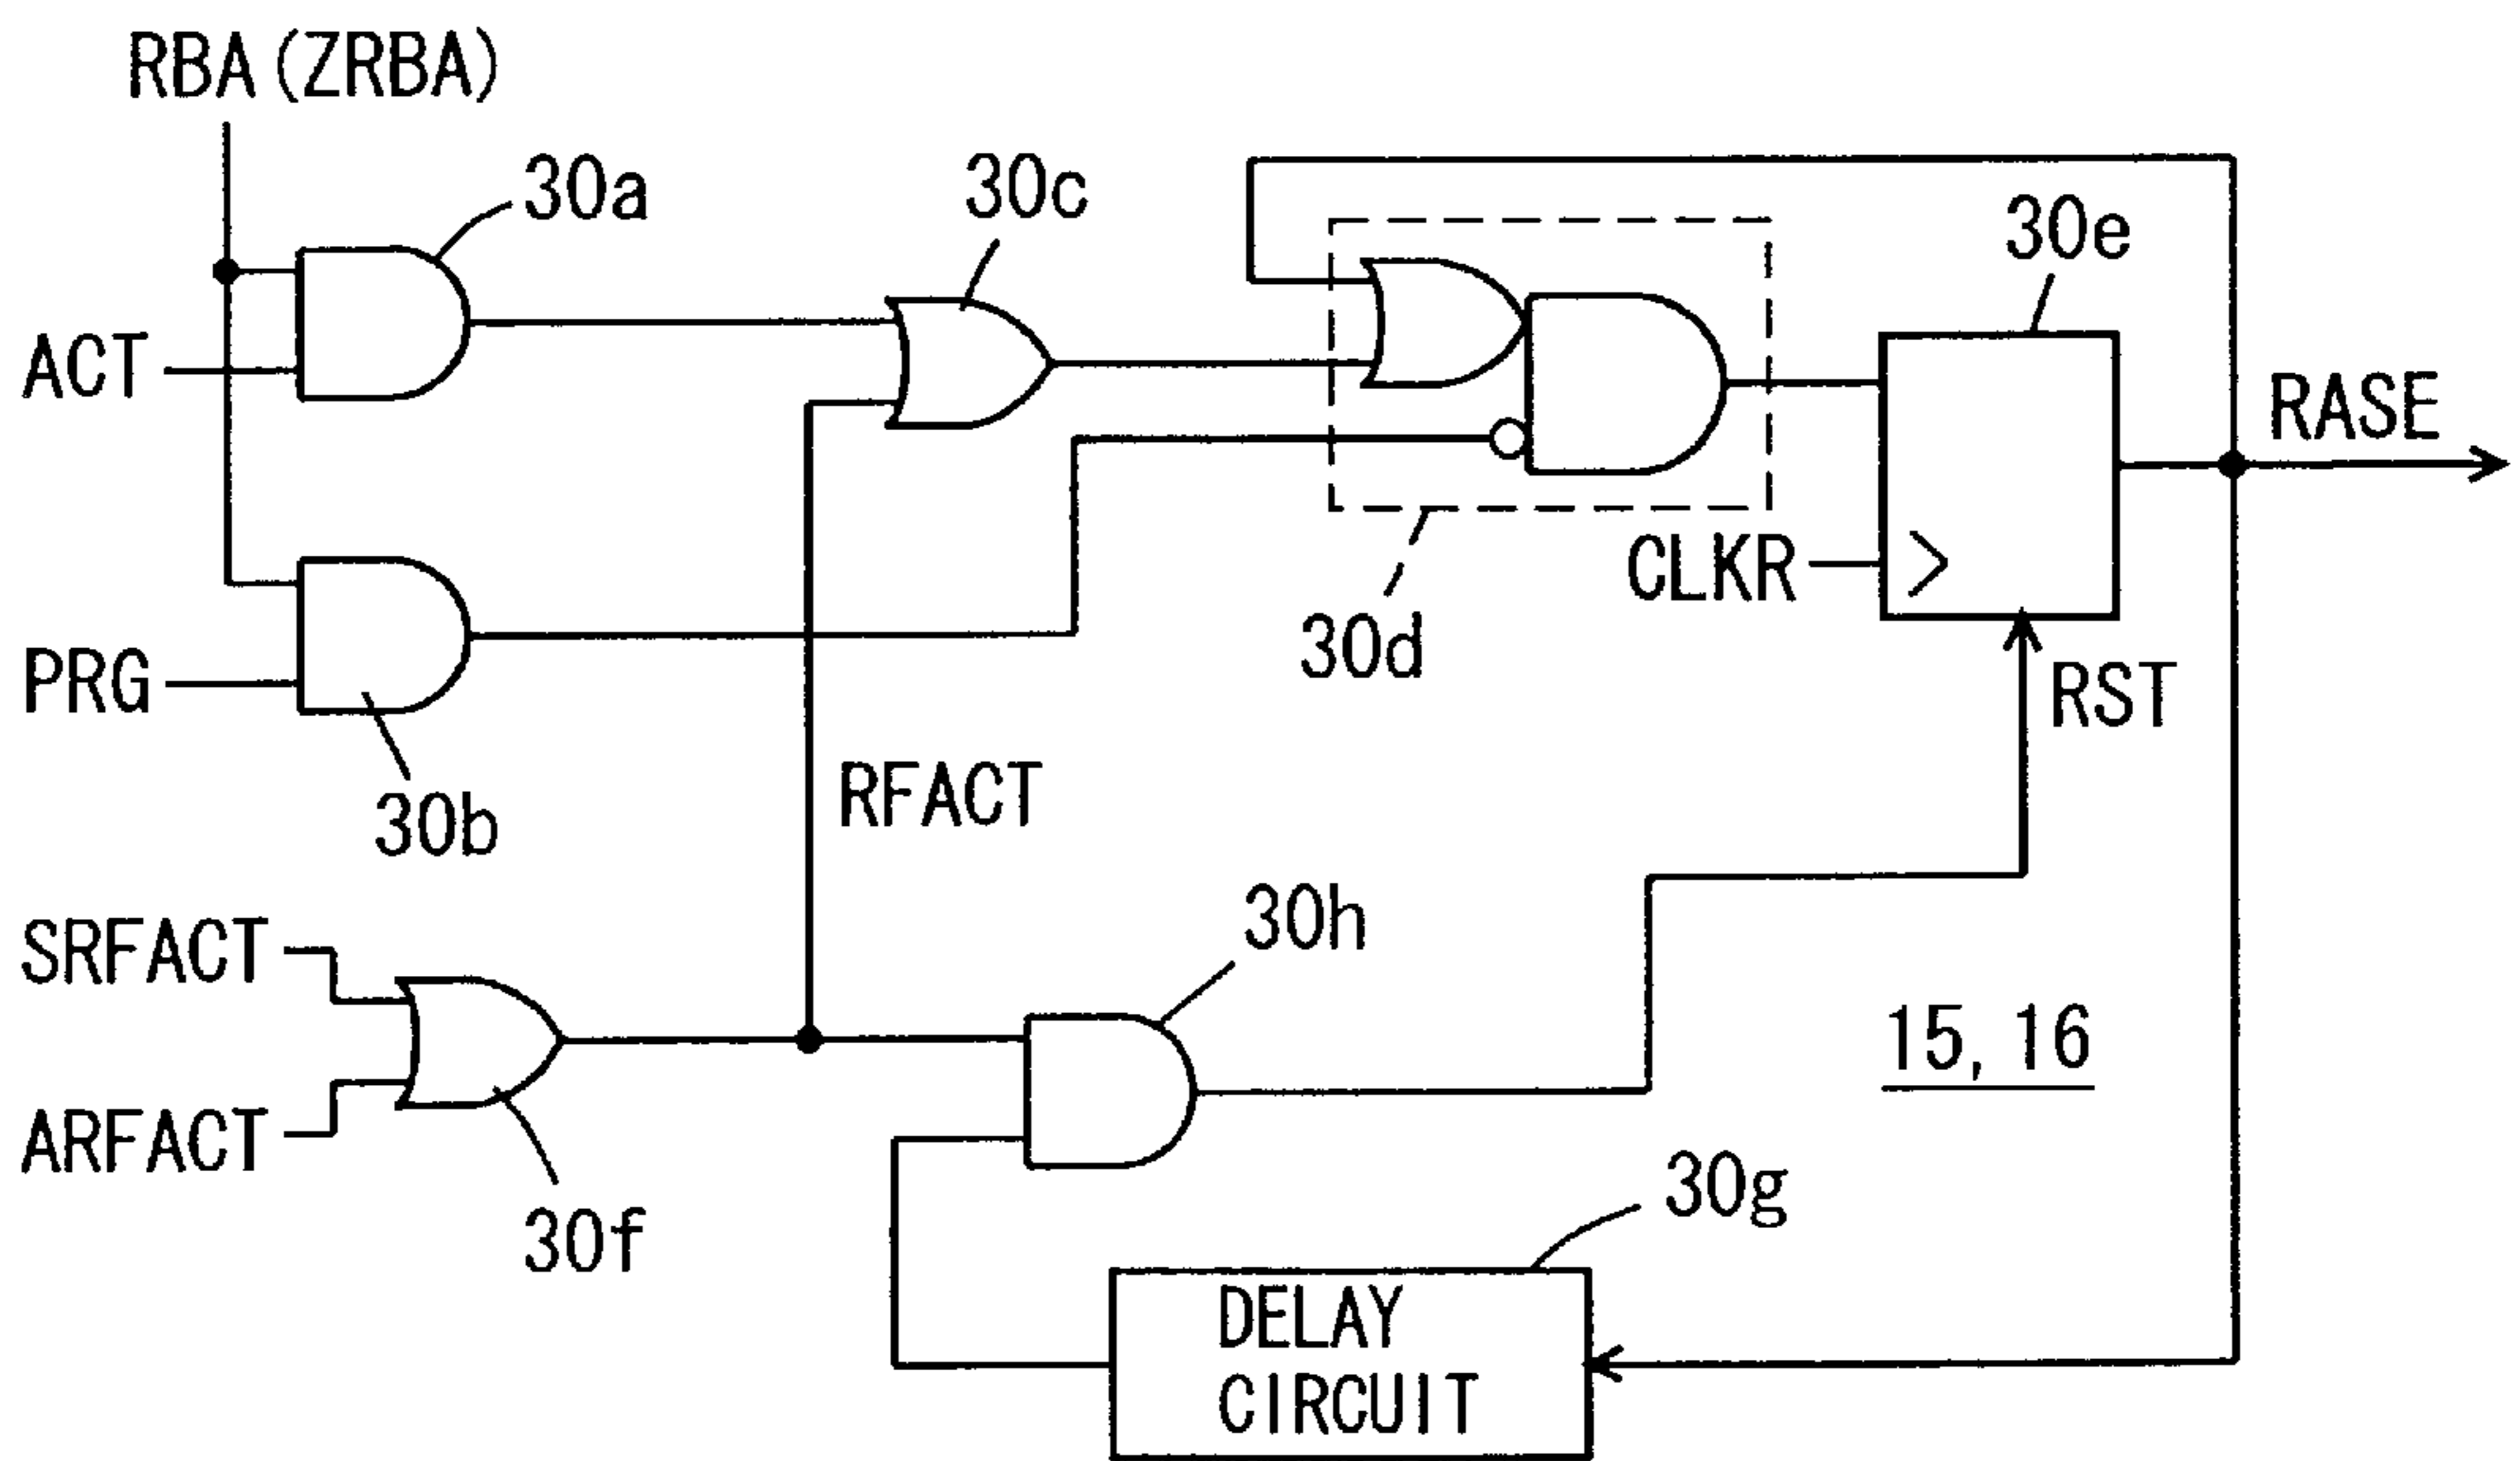 RBA (ZRBA)
30a
30c
30e
ACT
RASE
CLKR
30d
PRG
RST
RFACT
30b
30h
SRFACT
15, 16
ARFACT
30g
30f
DELAY
CIRCUIT